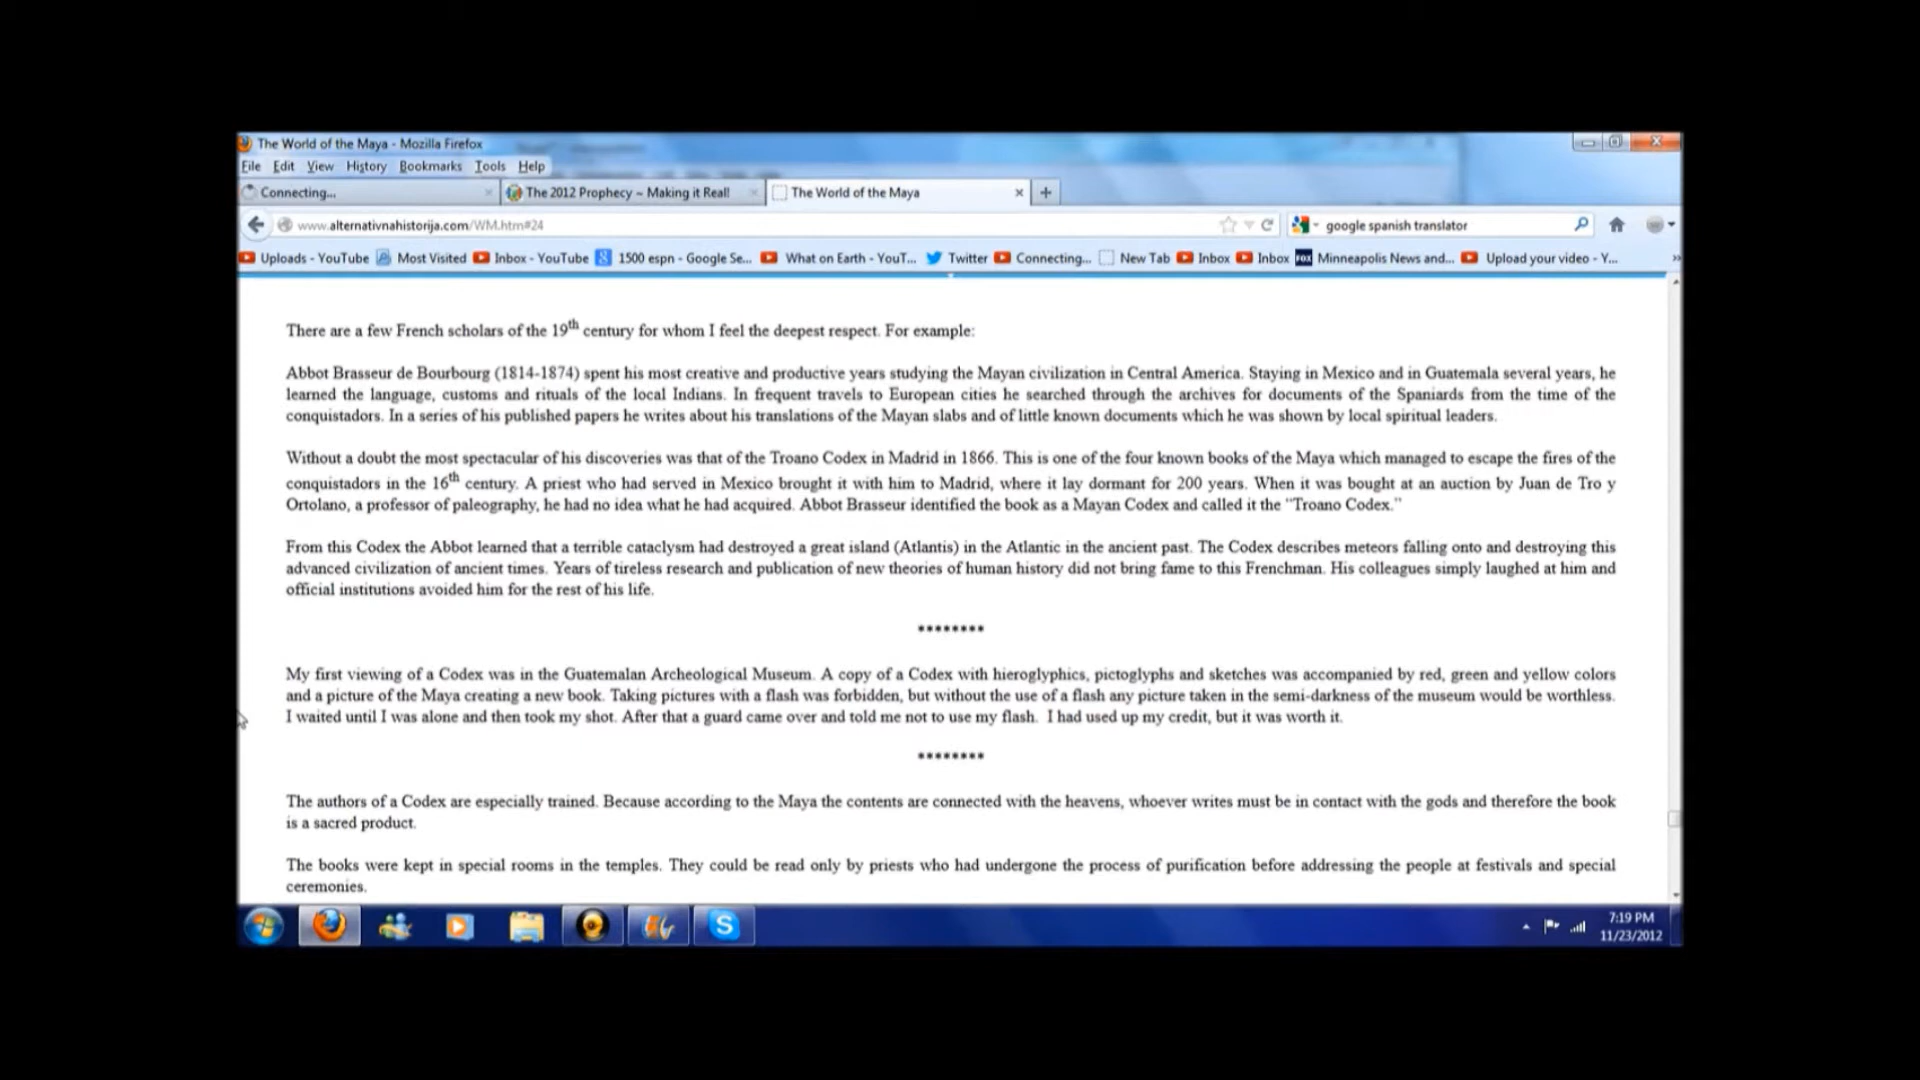 The World of the Maya - Mozilla Firefox
File Edit View History Bookmarks Tools Help
Connecting... The 2012 Prophecy ~ Making it Real! The World of the Maya
www.alternativnahistorija.com/WM.htm#24 google spanish translator
Uploads - YouTube Most Visited Inbox - YouTube 1500 espn - Google Se... What on Earth - YouT... Twitter Connecting... New Tab Inbox Inbox Minneapolis News and... Upload your video - Y...
There are a few French scholars of the 19th century for whom I feel the deepest respect. For example:
Abbot Brasseur de Bourbourg (1814-1874) spent his most creative and productive years studying the Mayan civilization in Central America. Staying in Mexico and in Guatemala several years, he
learned the language, customs and rituals of the local Indians. In frequent travels to European cities he searched through the archives for documents of the Spaniards from the time of the
conquistadors. In a series of his published papers he writes about his translations of the Mayan slabs and of little known documents which he was shown by local spiritual leaders.
Without a doubt the most spectacular of his discoveries was that of the Troano Codex in Madrid in 1866. This is one of the four known books of the Maya which managed to escape the fires of the
conquistadors in the 16th century. A priest who had served in Mexico brought it with him to Madrid, where it lay dormant for 200 years. When it was bought at an auction by Juan de Tro y
Ortolano, a professor of paleography, he had no idea what he had acquired. Abbot Brasseur identified the book as a Mayan Codex and called it the "Troano Codex."
From this Codex the Abbot learned that a terrible cataclysm had destroyed a great island (Atlantis) in the Atlantic in the ancient past. The Codex describes meteors falling onto and destroying this
advanced civilization of ancient times. Years of tireless research and publication of new theories of human history did not bring fame to this Frenchman. His colleagues simply laughed at him and
official institutions avoided him for the rest of his life.
********
My first viewing of a Codex was in the Guatemalan Archeological Museum. A copy of a Codex with hieroglyphics, pictoglyphs and sketches was accompanied by red, green and yellow colors
and a picture of the Maya creating a new book. Taking pictures with a flash was forbidden, but without the use of a flash any picture taken in the semi-darkness of the museum would be worthless.
I waited until I was alone and then took my shot. After that a guard came over and told me not to use my flash. I had used up my credit, but it was worth it.
********
The authors of a Codex are especially trained. Because according to the Maya the contents are connected with the heavens, whoever writes must be in contact with the gods and therefore the book
is a sacred product.
The books were kept in special rooms in the temples. They could be read only by priests who had undergone the process of purification before addressing the people at festivals and special
ceremonies.
7:19 PM
11/23/2012